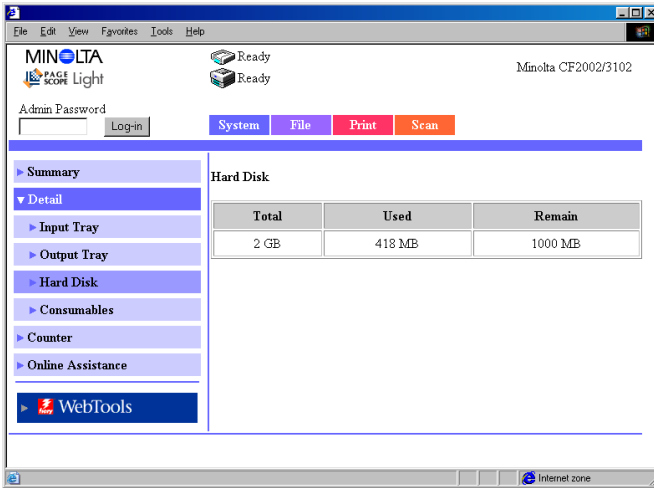 File Edit View Favorites Tools Help
MINOLTA
PAGE SCOPE Light
Ready
Ready
Minolta CF2002/3102
Admin Password
Log-in
System File Print Scan
Summary
Detail
Input Tray
Output Tray
Hard Disk
Consumables
Counter
Online Assistance
fiery WebTools
Hard Disk
Total Used Remain
2 GB 418 MB 1000 MB
Internet zone